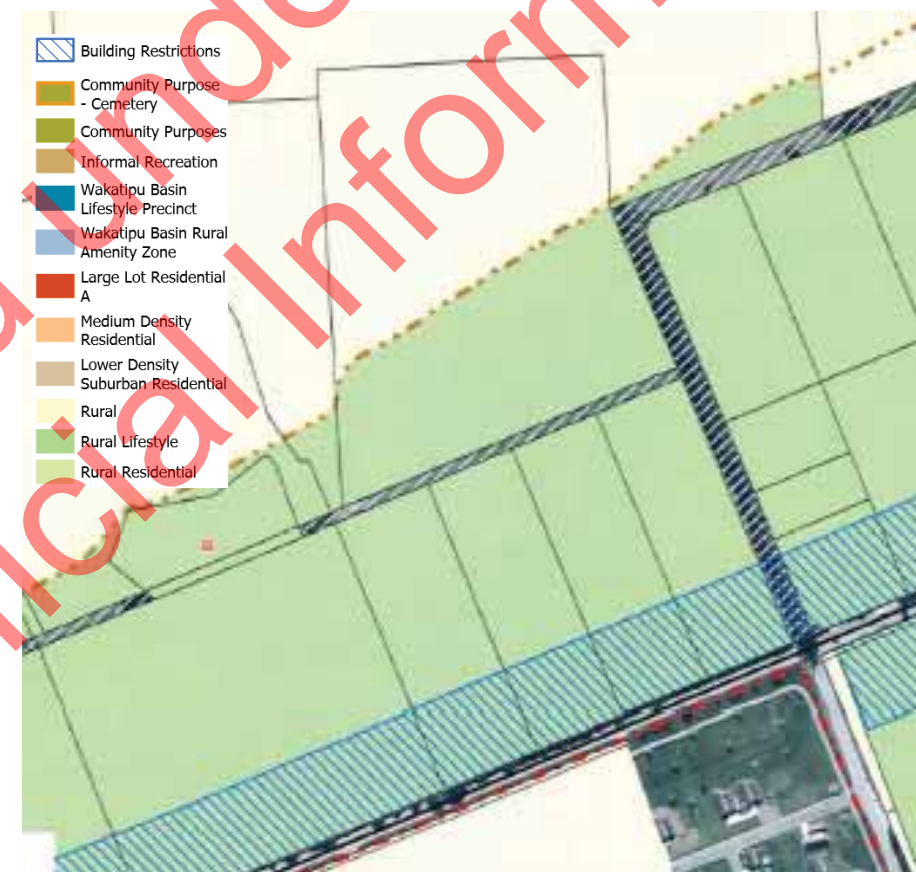 Building Restrictions
Community Purpose
- Cemetery
Community Purposes
Informal Recreation
Wakatipu Basin
Lifestyle Precinct
Wakatipu Basin Rural
Amenity Zone
Large Lot Residential
A
Medium Density
Residential
Lower Density
Suburban Residential
Rural
Rural Lifestyle
Rural Residential